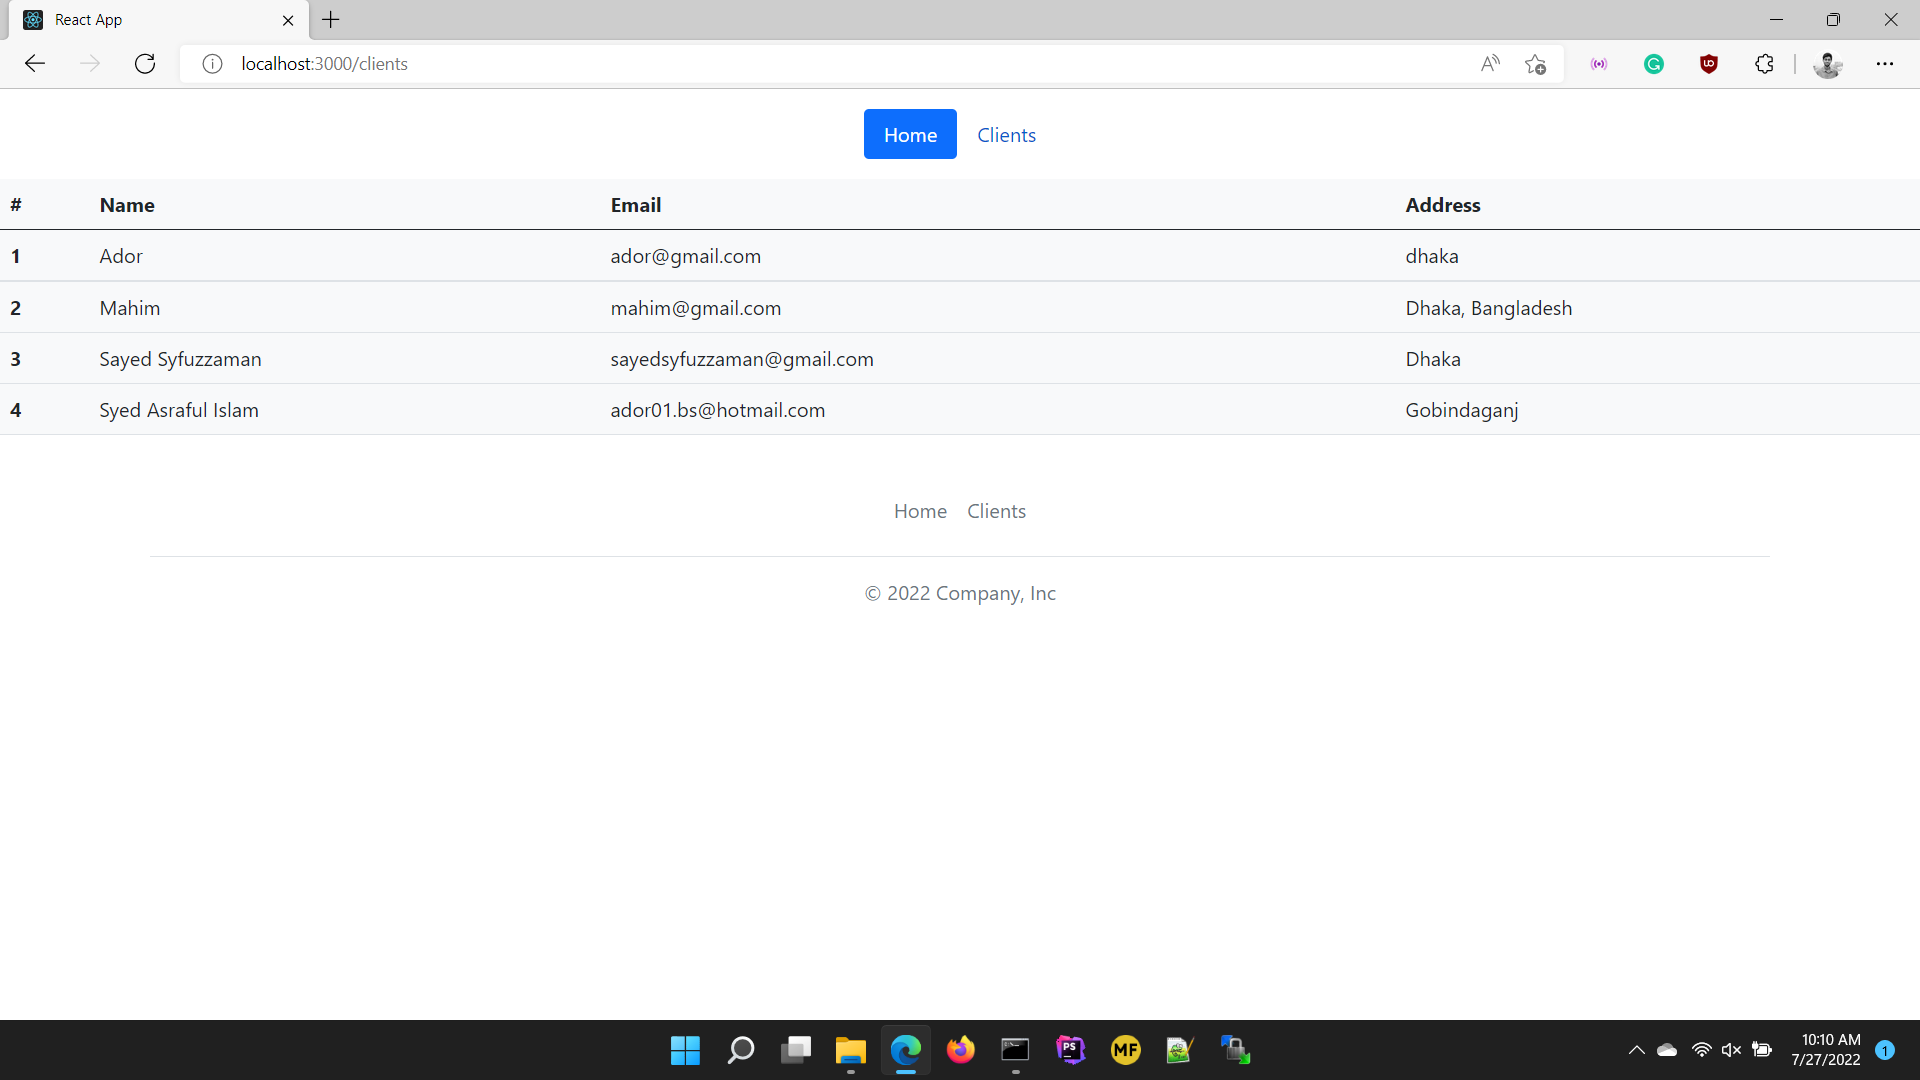 React App
localhost:3000/clients
Home Clients
# Name Email Address
1 Ador ador@gmail.com dhaka
2 Mahim mahim@gmail.com Dhaka, Bangladesh
3 Sayed Syfuzzaman sayedsyfuzzaman@gmail.com Dhaka
4 Syed Asraful Islam ador01.bs@hotmail.com Gobindaganj
Home Clients
© 2022 Company, Inc
PS
MF
10:10 AM
7/27/2022
1